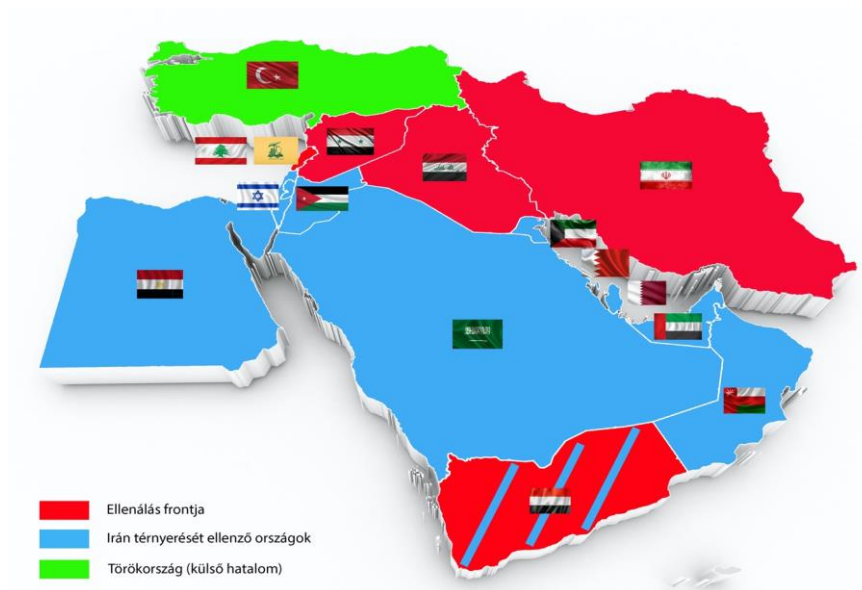 Ellenálás frontja
Irán térnyerését ellenző országok
Törökország (külső hatalom)